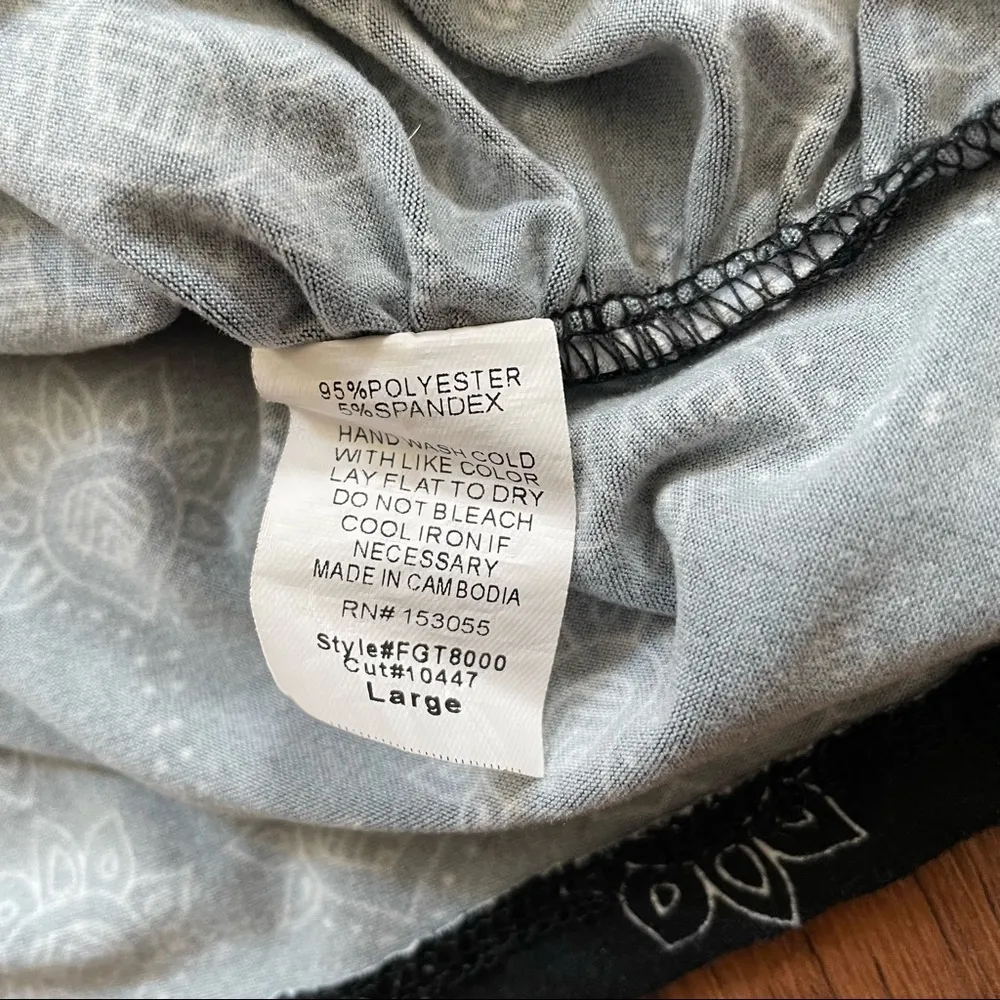 95%POLYESTER
5%SPANDEX
HAND WASH COLD
WITH LIKE COLOR
LAY FLAT TO DRY
DO NOT BLEACH
COOL IRON IF
NECESSARY
MADE IN CAMBODIA
RN# 153055
Style#FGT8000
Cut#10447
Large